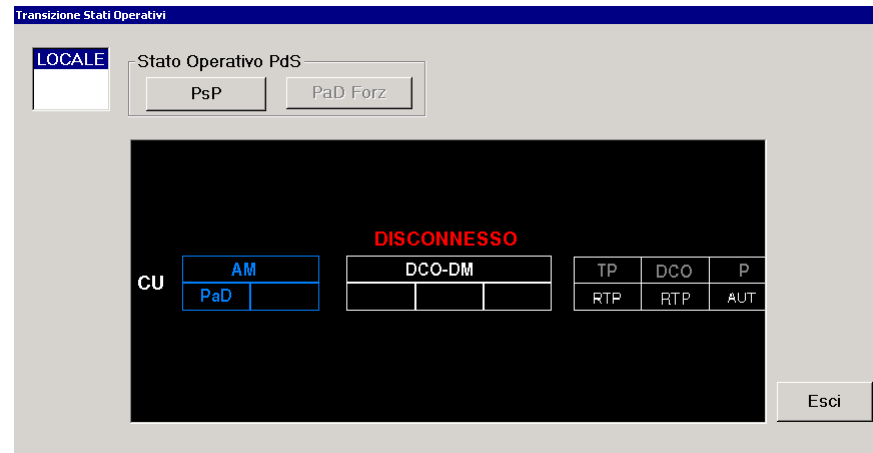 Transizione Stati Operativi
LOCALE
Stato Operativo PdS
PsP PaD Forz
DISCONNESSO
CU AM DCO-DM TP DCO P
PaD RTP RTP AUT
Esci